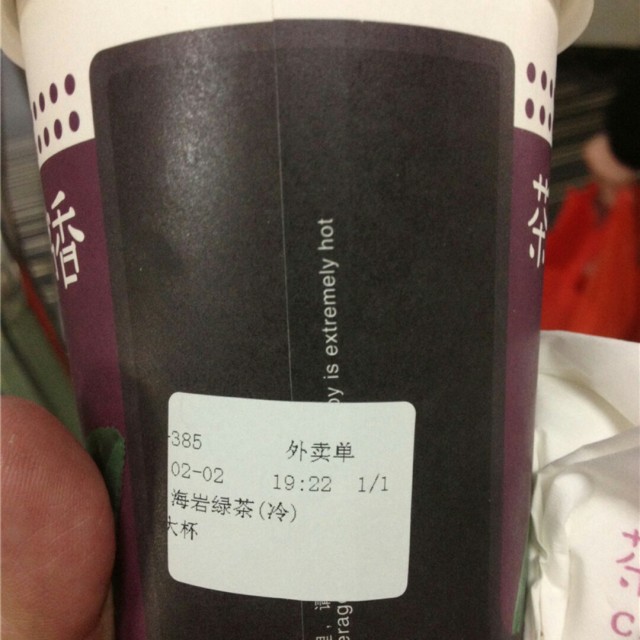 香
茶
is extremely hot
-385
外卖单
02-02 19:22 1/1
海岩绿茶(冷)
大杯
茶